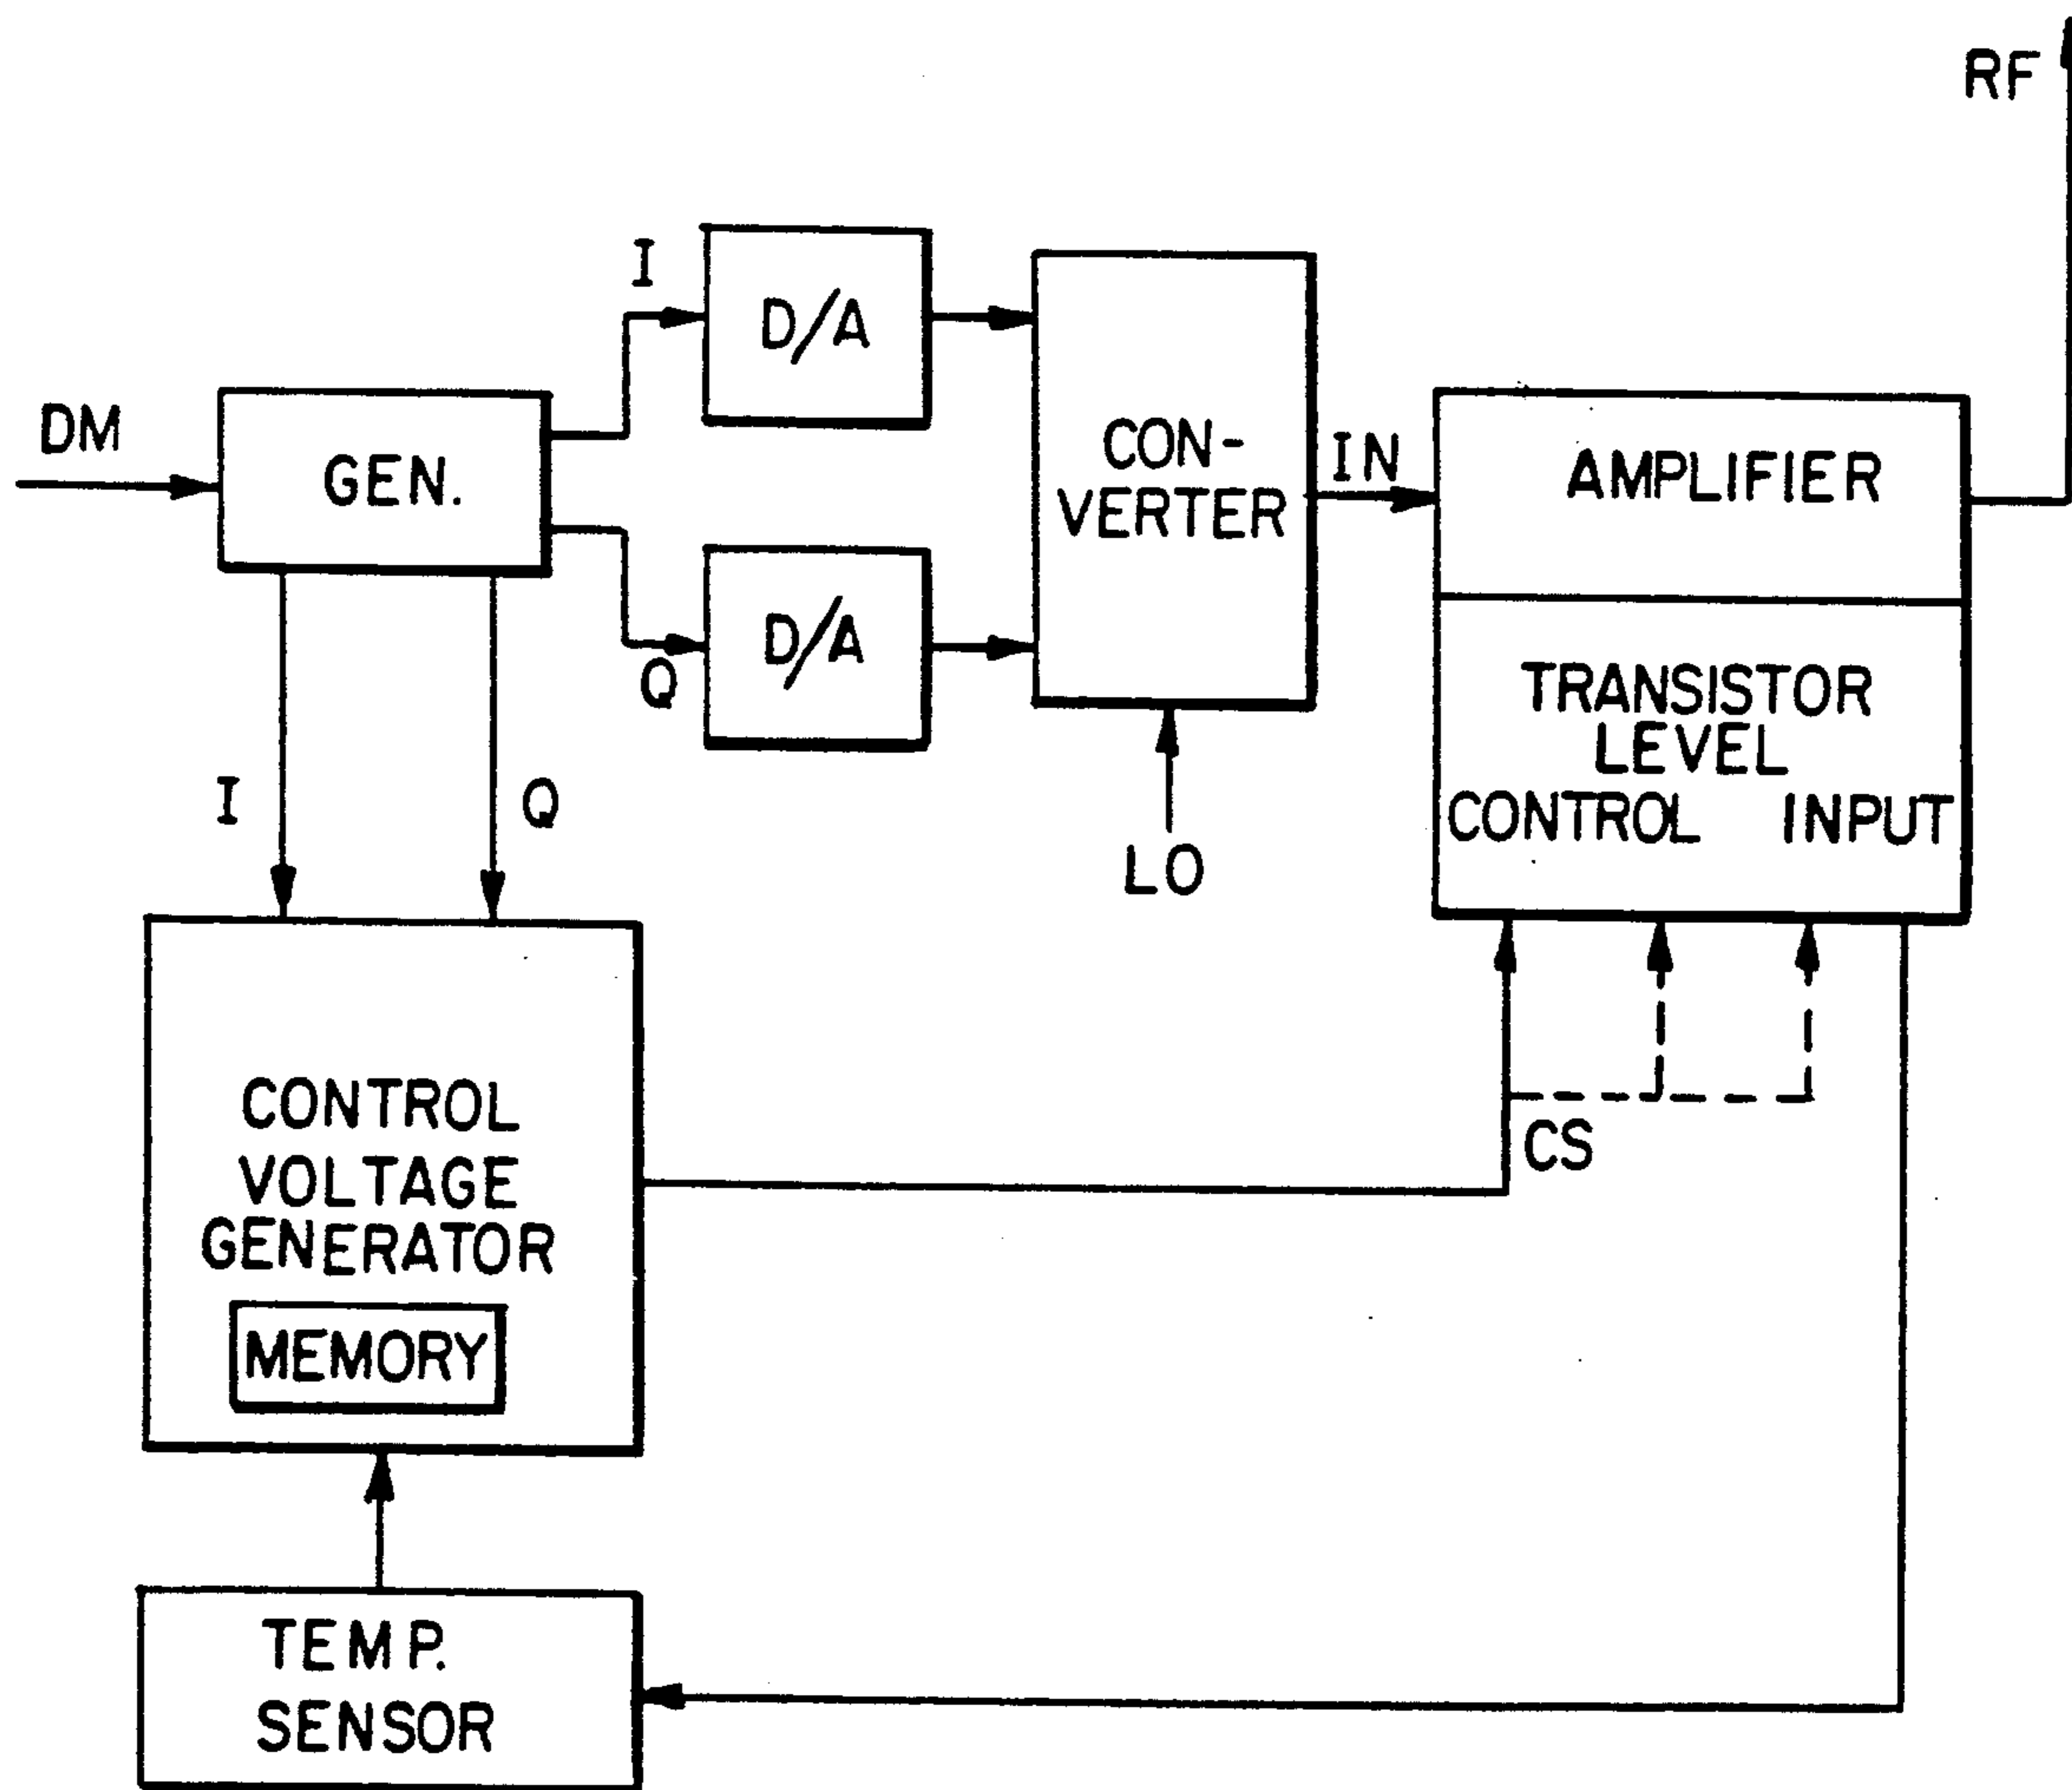 RF
I
D/A
DM
GEN.
CON-
VERTER
IN
AMPLIFIER
D/A
Q
TRANSISTOR
LEVEL
CONTROL INPUT
I
Q
LO
CONTROL
VOLTAGE
GENERATOR
CS
MEMORY
TEMP.
SENSOR